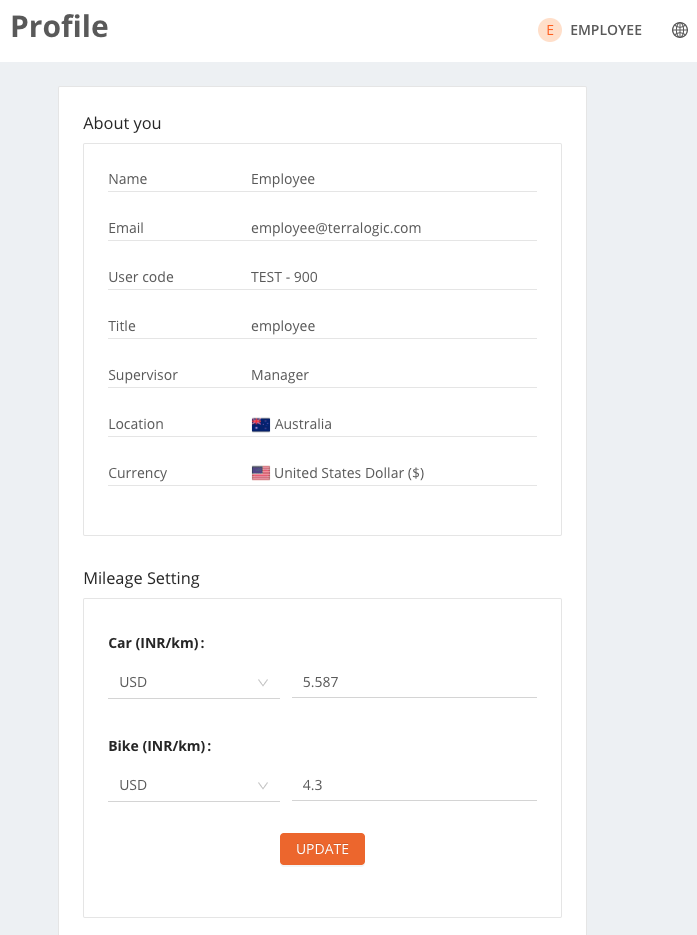 Profile
E EMPLOYEE
About you
Name Employee
Email employee@terralogic.com
User code TEST - 900
Title employee
Supervisor Manager
Location Australia
Currency United States Dollar ($)
Mileage Setting
Car (INR/km):
USD 5.587
Bike (INR/km):
USD 4.3
UPDATE